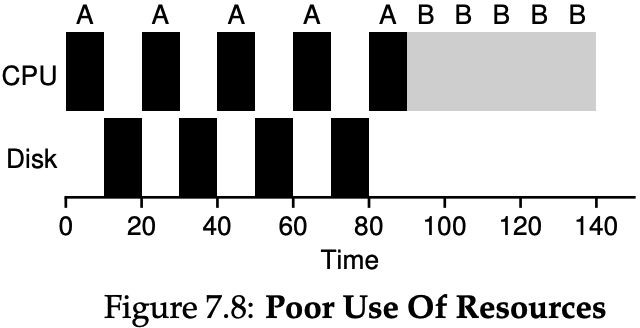 A A A A A B B B B B
CPU
Disk
0 20 40 60 80 100 120 140
Time
Figure 7.8: Poor Use Of Resources